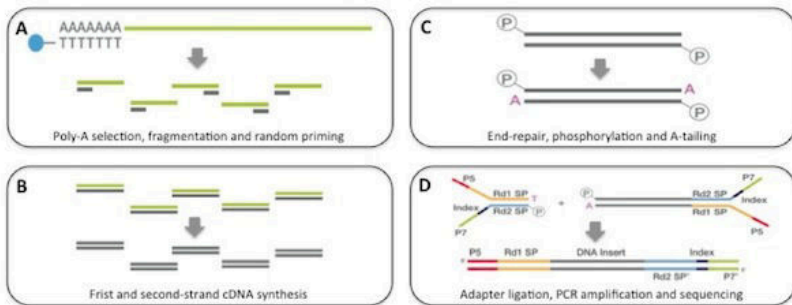 A
AAAAAAA
TTTTTTT
Poly-A selection, fragmentation and random priming
B
Frist and second-strand cDNA synthesis
C
P
P
P
A
A
P
End-repair, phosphorylation and A-tailing
D
P5
Rd1 SP
T
Index
Rd2 SP
P
P7
+
P
A
Rd2 SP
P7
Index
Rd1 SP
P5
P5
Rd1 SP
DNA Insert
Index
Rd2 SP'
P7'
Adapter ligation, PCR amplification and sequencing